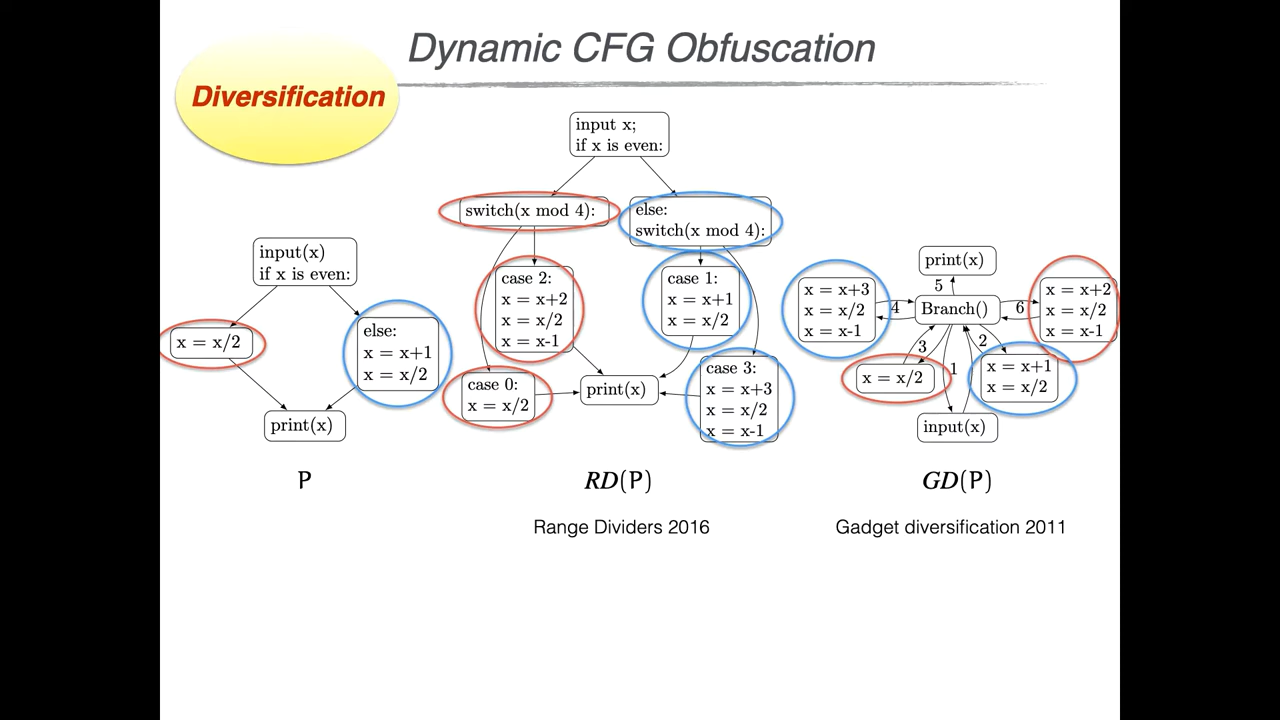 Dynamic CFG Obfuscation
Diversification
input(x)
if x is even:
x = x/2
else:
x = x+1
x = x/2
print(x)
P
input x;
if x is even:
switch(x mod 4):
else:
switch(x mod 4):
case 2:
x = x+2
x = x/2
x = x-1
case 1:
x = x+1
x = x/2
case 0:
x = x/2
print(x)
case 3:
x = x+3
x = x/2
x = x-1
RD(P)
Range Dividers 2016
print(x)
5
x = x+3
x = x/2
x = x-1
4
Branch()
6
x = x+2
x = x/2
x = x-1
3
2
x = x/2
1
x = x+1
x = x/2
input(x)
GD(P)
Gadget diversification 2011